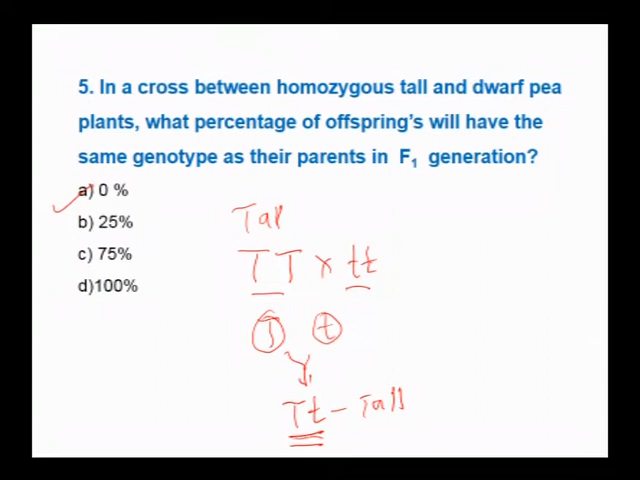 5. In a cross between homozygous tall and dwarf pea
plants, what percentage of offspring's will have the
same genotype as their parents in F₁ generation?
a) 0 %
b) 25%
c) 75%
d)100%
Tall
TT x tt
T t
Tt - Tall